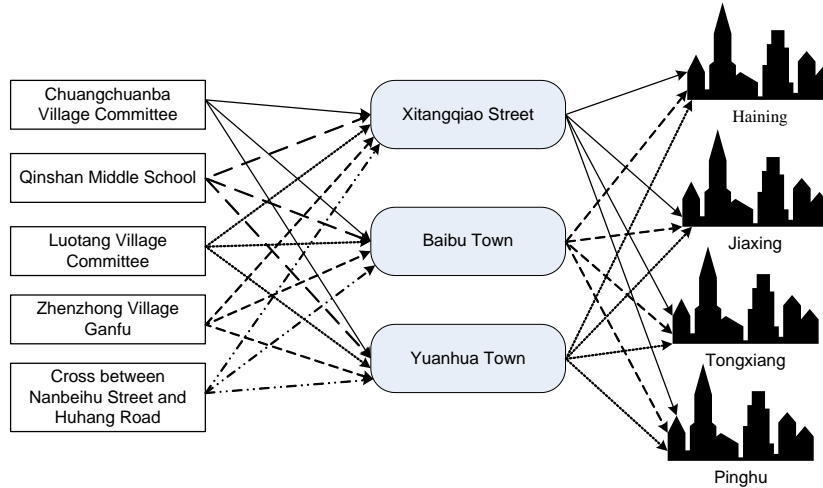 Chuangchuanba
Village Committee
Qinshan Middle School
Luotang Village
Committee
Zhenzhong Village
Ganfu
Cross between
Nanbeihu Street and
Huhang Road
Xitangqiao Street
Baibu Town
Yuanhua Town
Haining
Jiaxing
Tongxiang
Pinghu